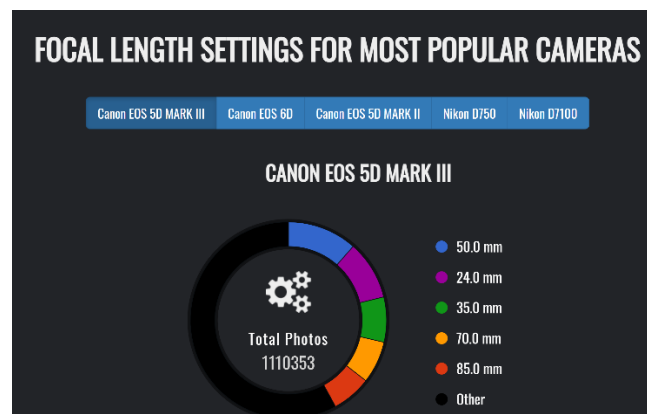 FOCAL LENGTH SETTINGS FOR MOST POPULAR CAMERAS
Canon EOS 5D MARK III Canon EOS 6D Canon EOS 5D MARK II Nikon D750 Nikon D7100
CANON EOS 5D MARK III
50.0 mm
24.0 mm
35.0 mm
70.0 mm
85.0 mm
Other
Total Photos
1110353